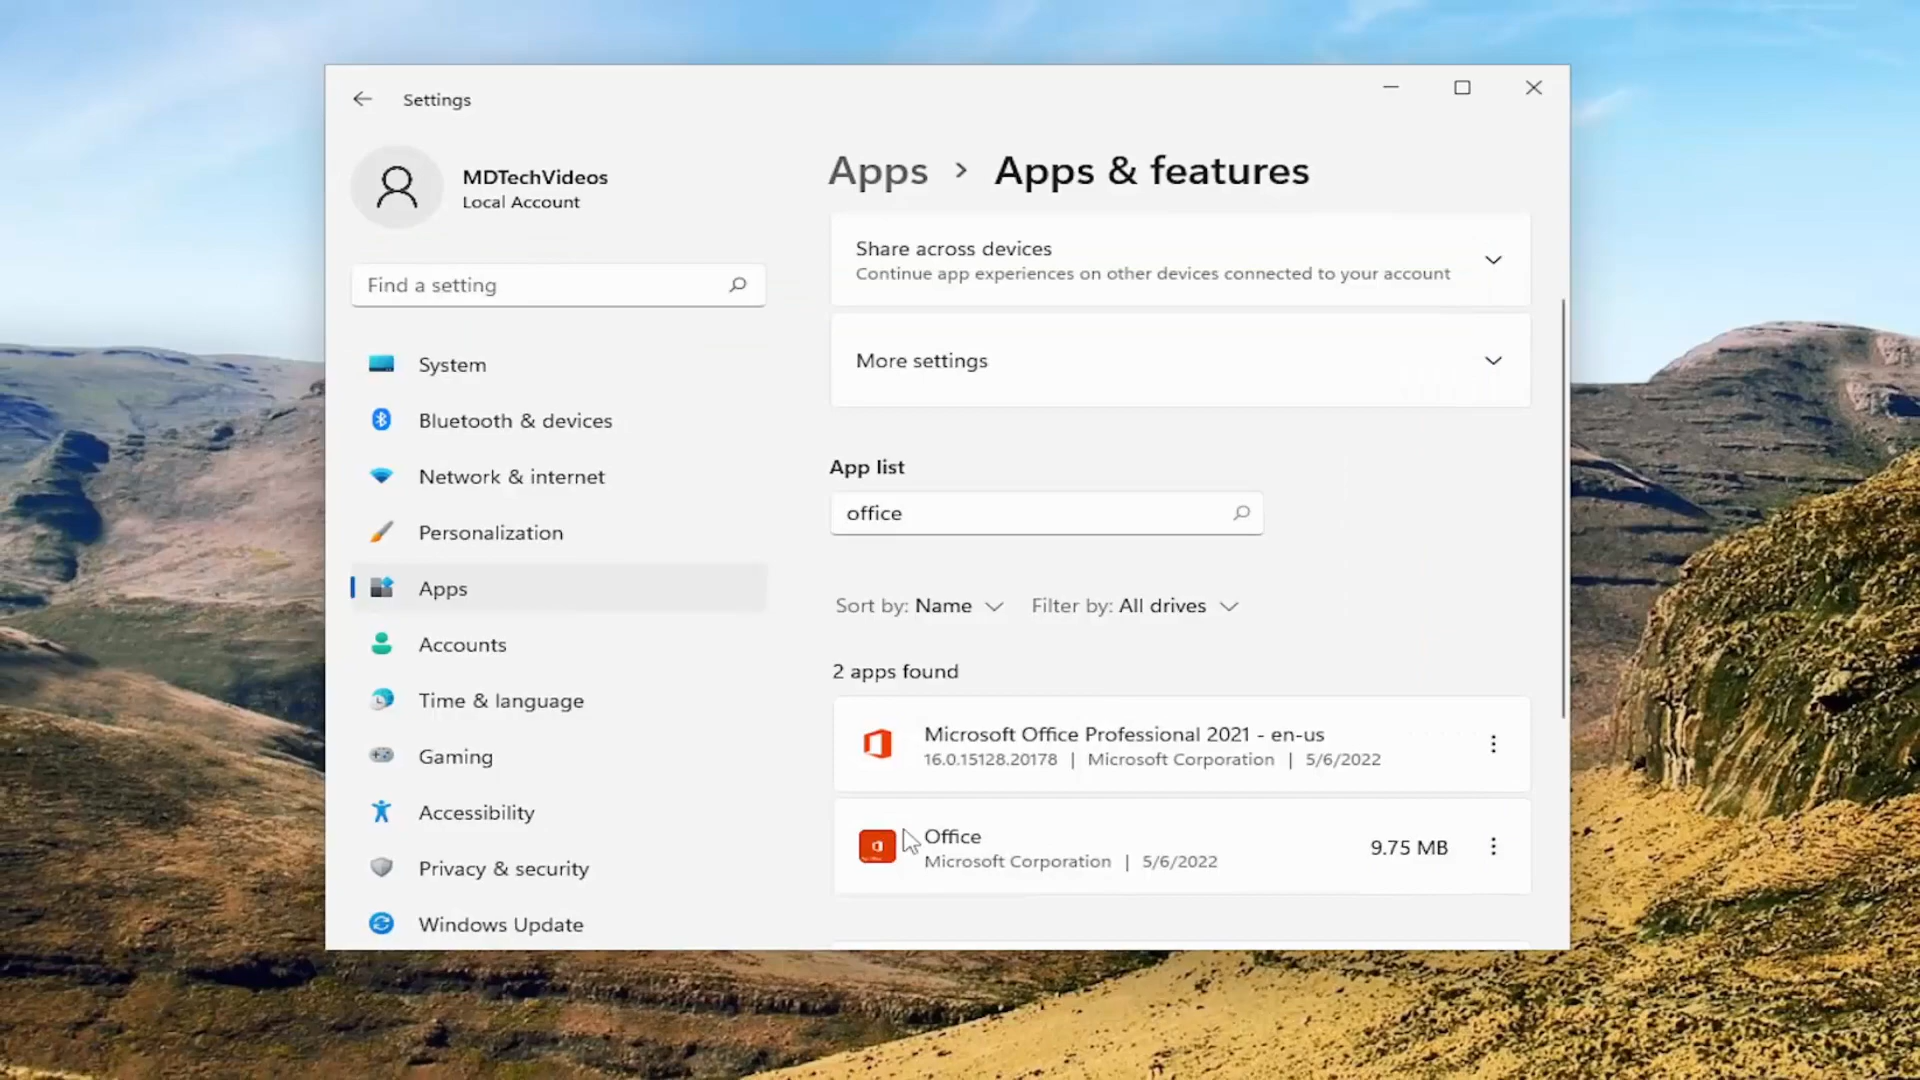 Settings
MDTechVideos
Local Account
Find a setting
System
Bluetooth & devices
Network & internet
Personalization
Apps
Accounts
Time & language
Gaming
Accessibility
Privacy & security
Windows Update
Apps > Apps & features
Share across devices
Continue app experiences on other devices connected to your account
More settings
App list
office
Sort by: Name Filter by: All drives
2 apps found
Microsoft Office Professional 2021 - en-us
16.0.15128.20178 | Microsoft Corporation | 5/6/2022
Office
Microsoft Corporation | 5/6/2022
9.75 MB